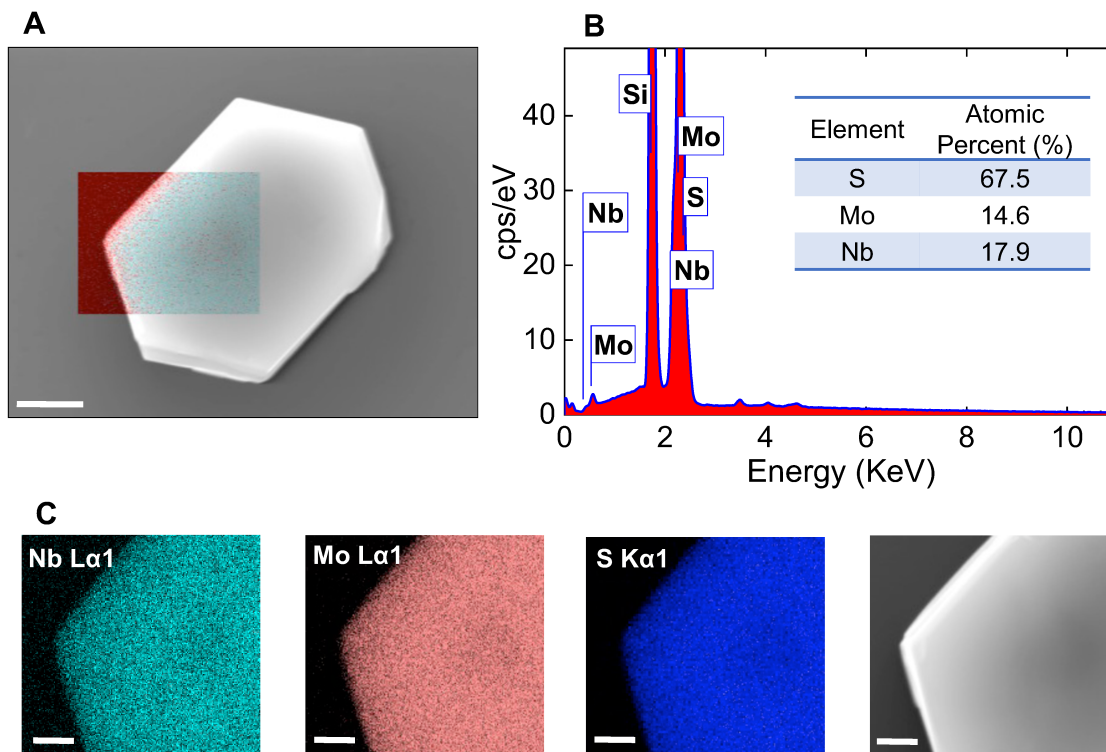 A
B
Si
Mo
S
Nb
Nb
Mo
Element
Atomic
Percent (%)
S 67.5
Mo 14.6
Nb 17.9
40
30
20
10
0
cps/eV
0 2 4 6 8 10
Energy (KeV)
C
Nb Lα1
Mo Lα1
S Kα1